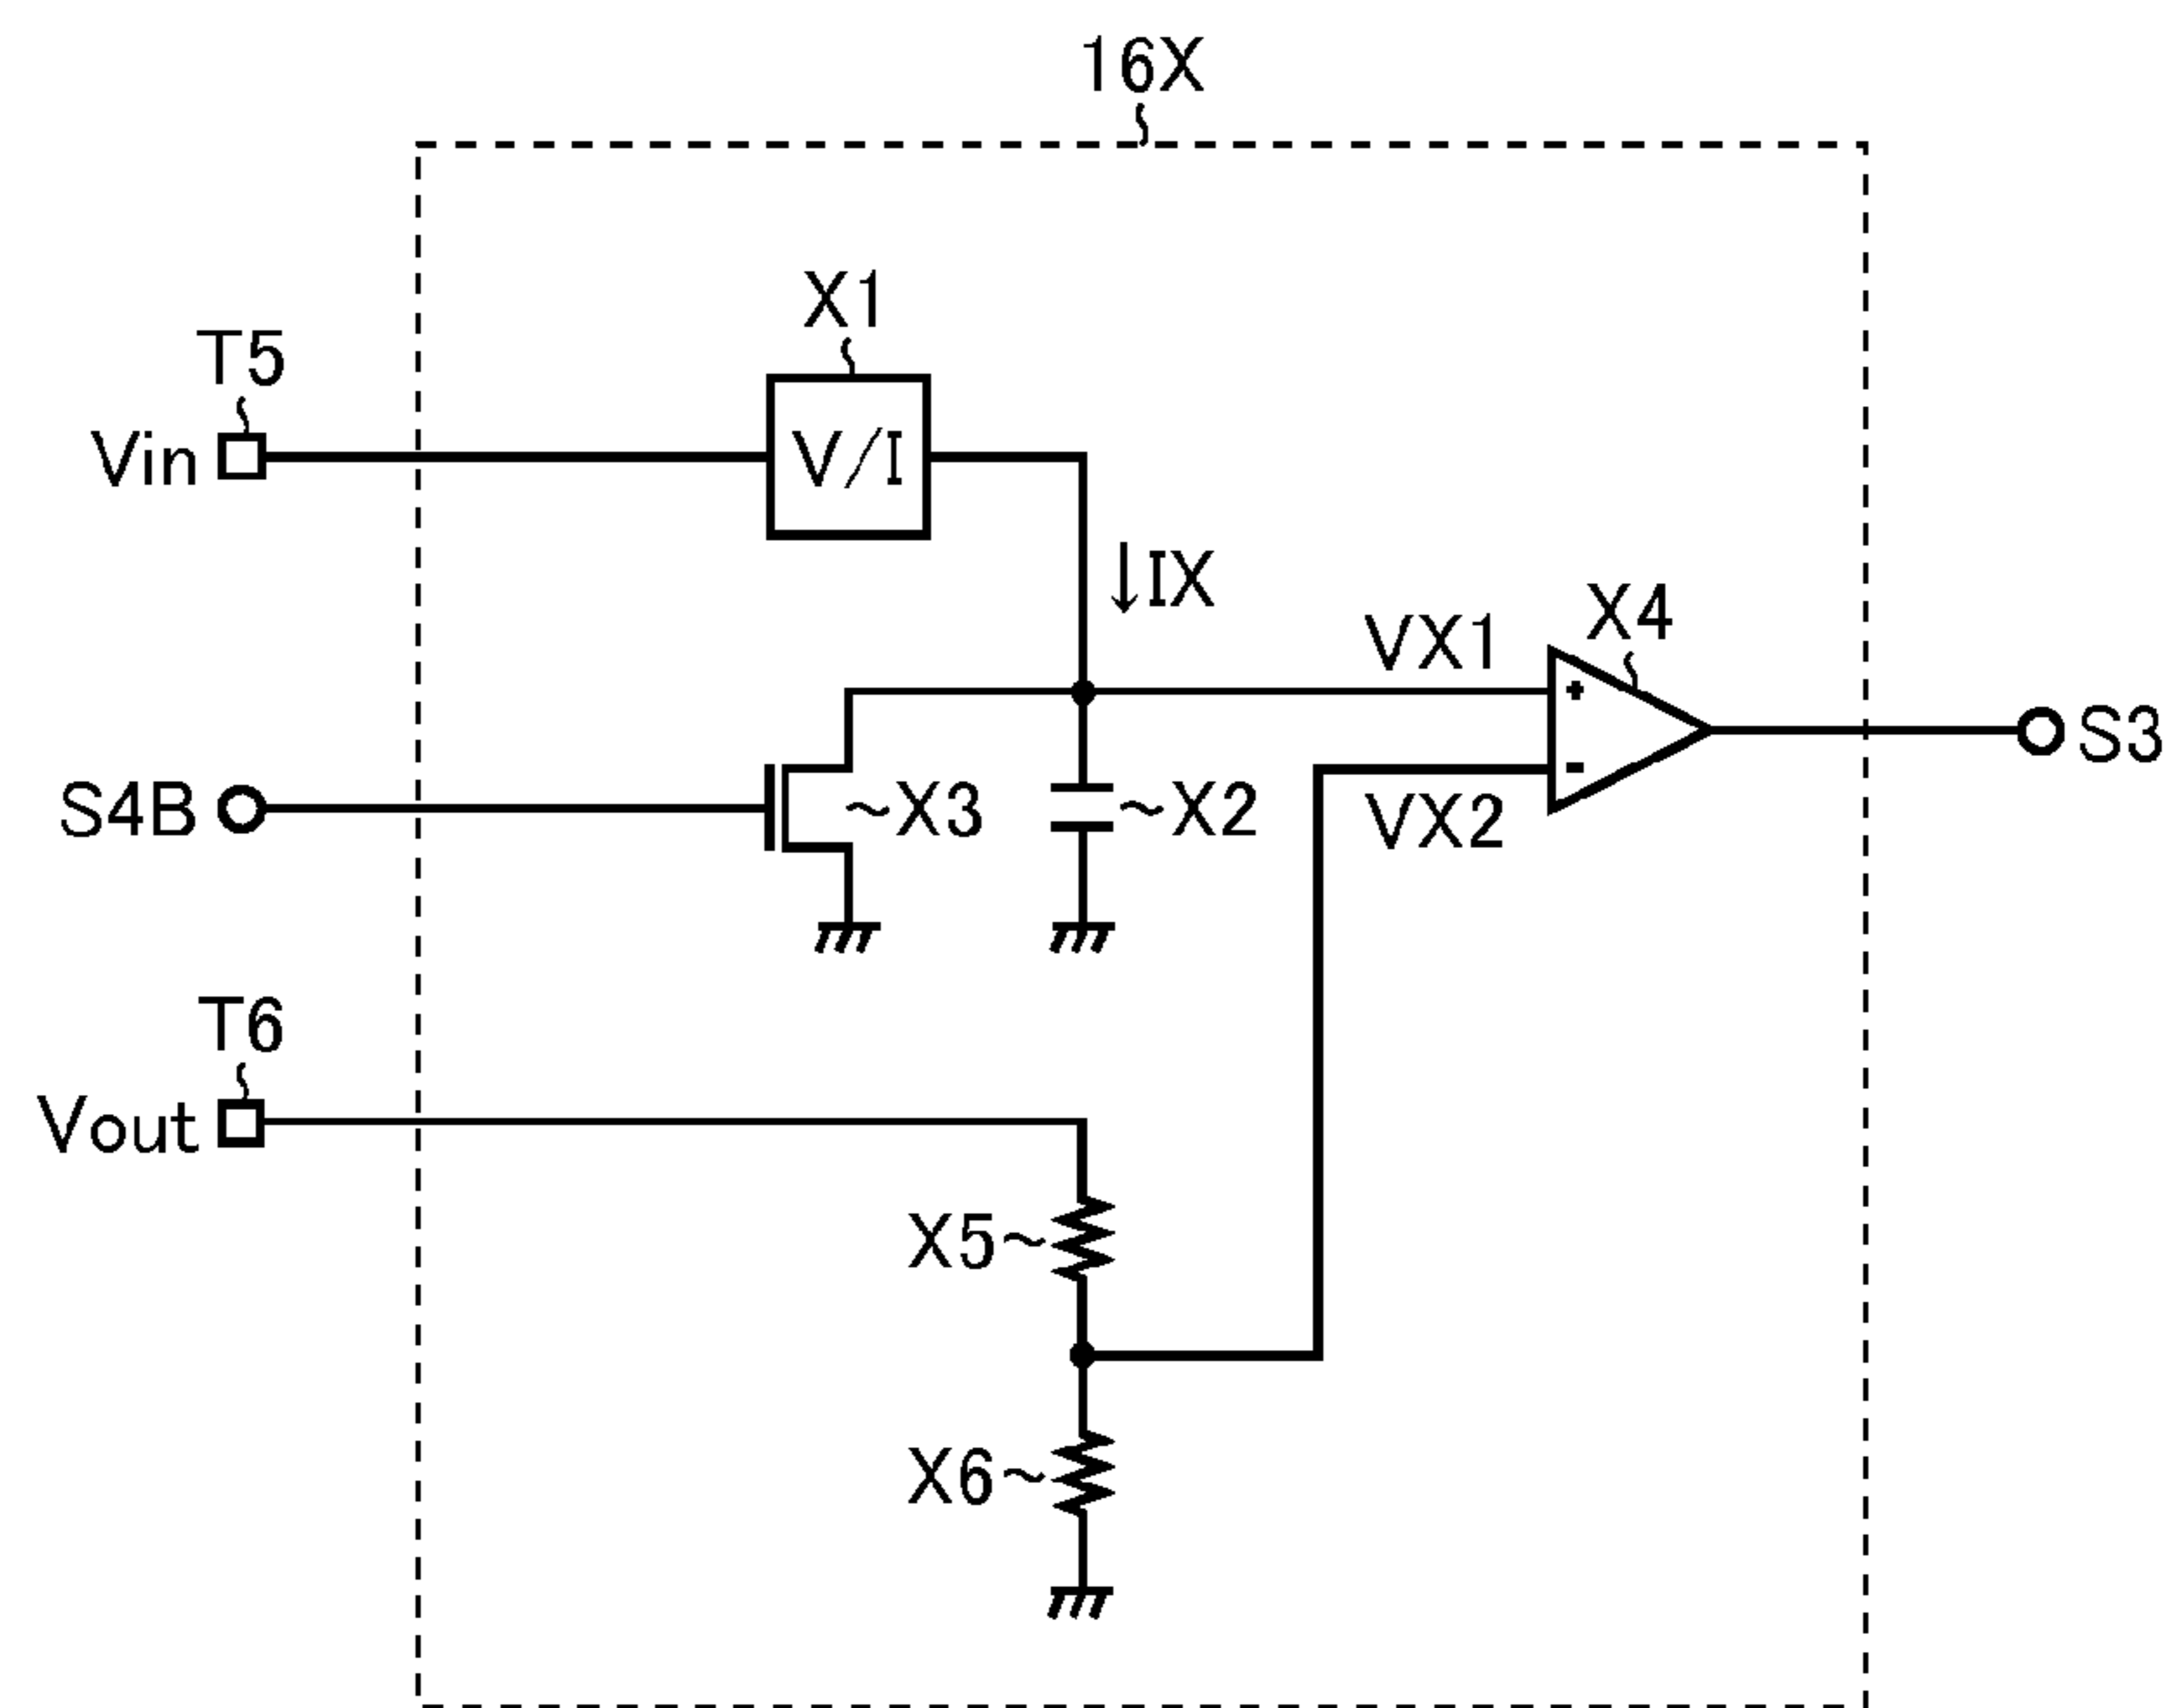 16X
X1
T5
Vin
V/I
IX
X4
VX1
+
S3
S4B
~X3
~X2
-
VX2
T6
Vout
X5~
X6~